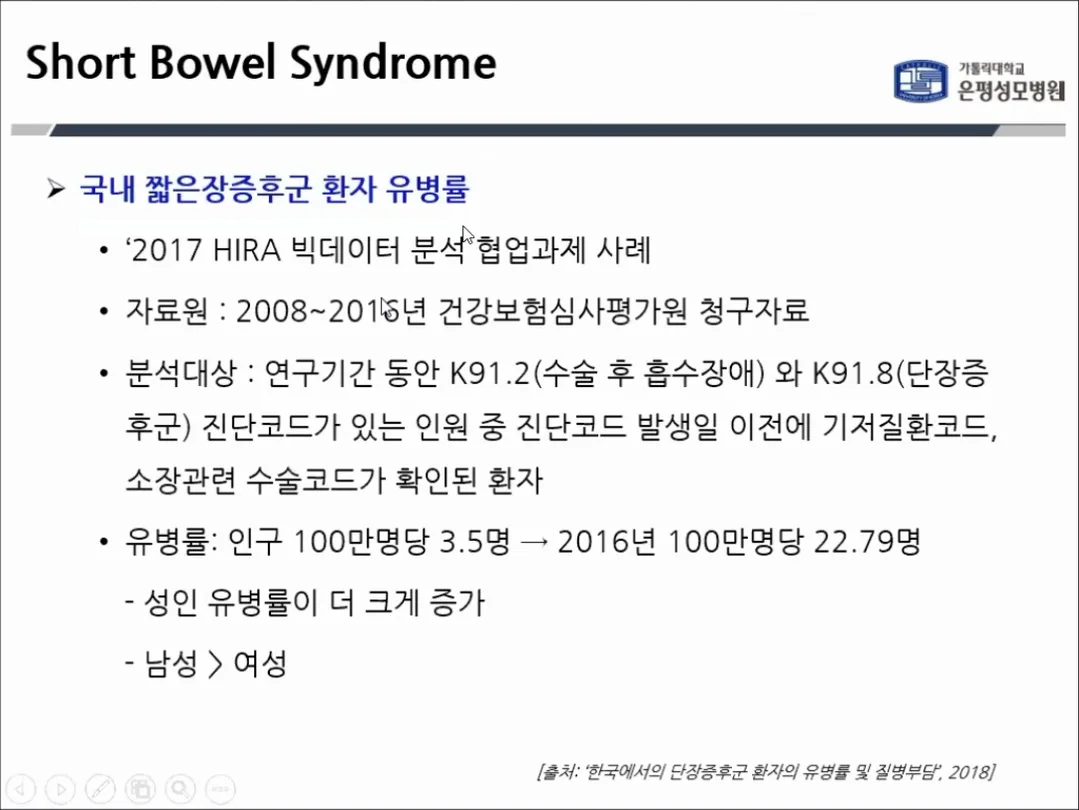 Short Bowel Syndrome
가톨릭대학교
은평성모병원
➢ 국내 짧은장증후군 환자 유병률
• ‘2017 HIRA 빅데이터 분석’ 협업과제 사례
• 자료원 : 2008~2016년 건강보험심사평가원 청구자료
• 분석대상 : 연구기간 동안 K91.2(수술 후 흡수장애) 와 K91.8(단장증
후군) 진단코드가 있는 인원 중 진단코드 발생일 이전에 기저질환코드,
소장관련 수술코드가 확인된 환자
• 유병률: 인구 100만명당 3.5명 → 2016년 100만명당 22.79명
- 성인 유병률이 더 크게 증가
- 남성 > 여성
[출처: ‘한국에서의 단장증후군 환자의 유병률 및 질병부담’, 2018]